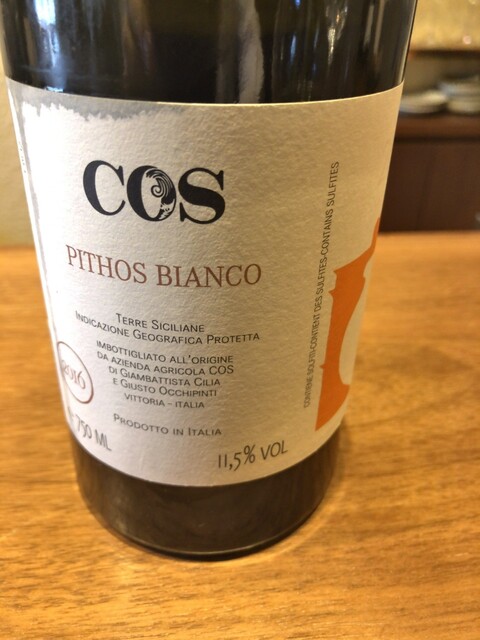 COS
PITHOS BIANCO
TERRE SICILIANE
INDICAZIONE GEOGRAFICA PROTETTA
IMBOTTIGLIATO ALL'ORIGINE
DA AZIENDA AGRICOLA COS
DI GIAMBATTISTA CILIA
E GIUSTO OCCHIPINTI
VITTORIA - ITALIA
2016
PRODOTTO IN ITALIA
750 ML
11,5% VOL
CONTIENE SOLFITI-CONTIENT DES SULFITES-CONTAINS SULFITES